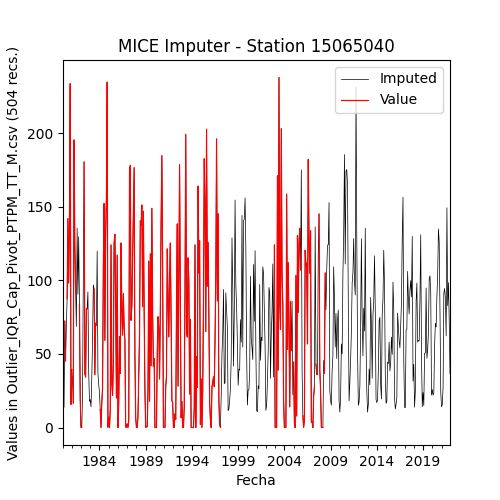 MICE Imputer - Station 15065040
Imputed
Value
Values in Outlier_IQR_Cap_Pivot_PTPM_TT_M.csv (504 recs.)
200
150
100
50
0
1984 1989 1994 1999 2004 2009 2014 2019
Fecha